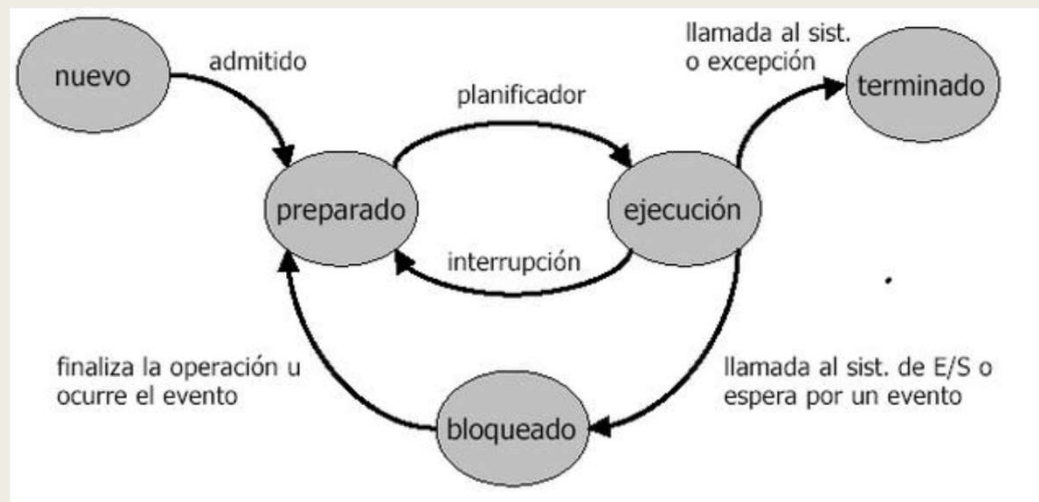 nuevo
admitido
planificador
llamada al sist.
o excepción
terminado
preparado
ejecución
interrupción
finaliza la operación u
ocurre el evento
bloqueado
llamada al sist. de E/S o
espera por un evento